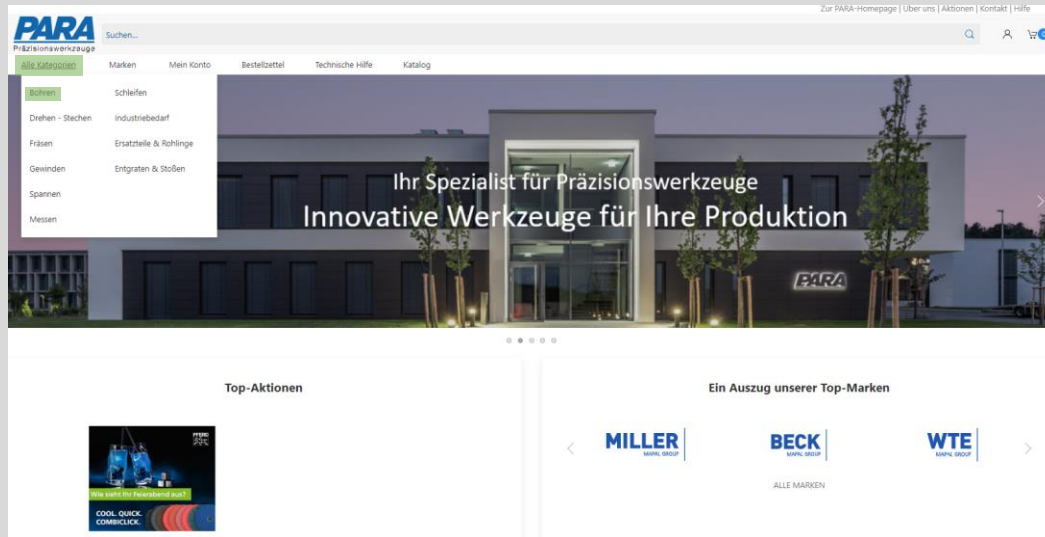 Zur PARA-Homepage | Über uns | Aktionen | Kontakt | Hilfe
PARA
Präzisionswerkzeuge
Suchen...
Alle Kategorien Marken Mein Konto Bestellzettel Technische Hilfe Katalog
Bohren Schleifen
Drehen - Stechen Industriebedarf
Fräsen Ersatzteile & Rohlinge
Gewinden Entgraten & Stoßen
Spannen
Messen
Ihr Spezialist für Präzisionswerkzeuge
Innovative Werkzeuge für Ihre Produktion
PARA
Top-Aktionen
PFERD
Wie sieht Ihr Feierabend aus?
COOL. QUICK.
COMBICLICK.
Ein Auszug unserer Top-Marken
MILLER BECK WTE
MAPAL GROUP MAPAL GROUP MAPAL GROUP
ALLE MARKEN